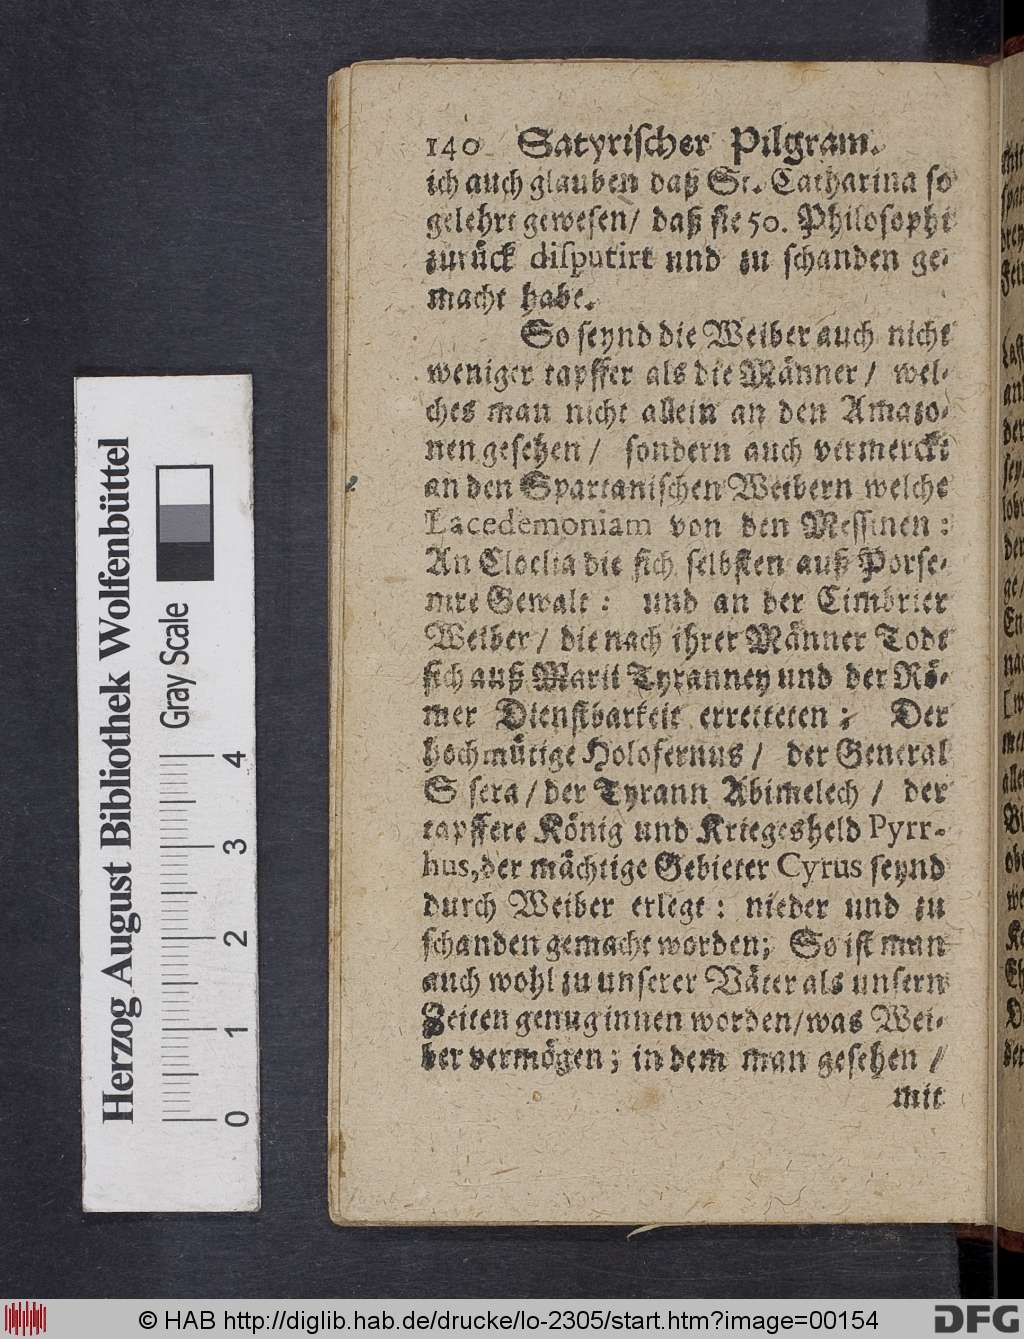 140 Satyrischer Pilgram.
ich auch glauben daß St. Catharina so
gelehrt gewesen / daß sie 50. Philosophi
zurück disputirt und zu schanden ge-
macht habe.
So seynd die Weiber auch nicht
weniger tapffer als die Männer / wel-
ches man nicht allein an den Amazo-
nen gesehen / sondern auch vermerckt
an den Spartanischen Weibern welche
Lacedemoniam von den Messinen:
An Cloelia die sich selbsten auß Porse-
nire Gewalt: und an der Cimbrier
Weiber / die nach ihrer Männer Tode
sich auß Marii Tyranney und der Rö-
mer Dienstbarkeit erretteten; Der
hochmütige Holofernus / der General
Sisera / der Tyrann Abimelech / der
tapffere König und Kriegesheld Pyrr-
hus, der mächtige Gebieter Cyrus seynd
durch Weiber erlegt: nieder und zu
schanden gemacht worden; So ist man
auch wohl zu unserer Väter als unsern
Zeiten genug innen worden / was Wei-
ber vermögen; in dem man gesehen /
mit
Herzog August Bibliothek Wolfenbüttel
Gray Scale
0 1 2 3 4
© HAB http://diglib.hab.de/drucke/lo-2305/start.htm?image=00154
diglib
DFG